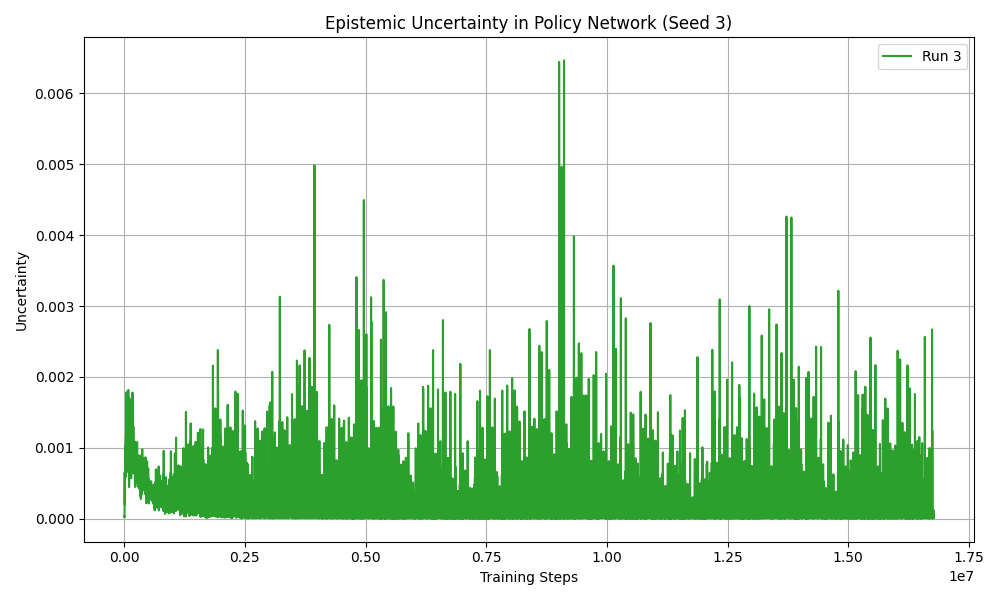 Epistemic Uncertainty in Policy Network (Seed 3)
Run 3
Uncertainty
0.006
0.005
0.004
0.003
0.002
0.001
0.000
0.00 0.25 0.50 0.75 1.00 1.25 1.50 1.75
1e7
Training Steps